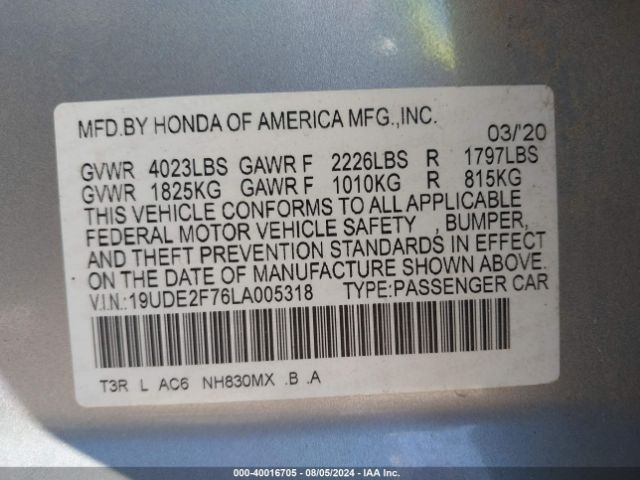 MFD.BY HONDA OF AMERICA MFG.,INC.
03/'20
GVWR 4023LBS GAWR F 2226LBS R 1797LBS
GVWR 1825KG GAWR F 1010KG R 815KG
THIS VEHICLE CONFORMS TO ALL APPLICABLE
FEDERAL MOTOR VEHICLE SAFETY , BUMPER,
AND THEFT PREVENTION STANDARDS IN EFFECT
ON THE DATE OF MANUFACTURE SHOWN ABOVE.
V.I.N.:19UDE2F76LA005318 TYPE:PASSENGER CAR
T3R L AC6 NH830MX .B .A
000-40016705 - 08/05/2024 - IAA Inc.